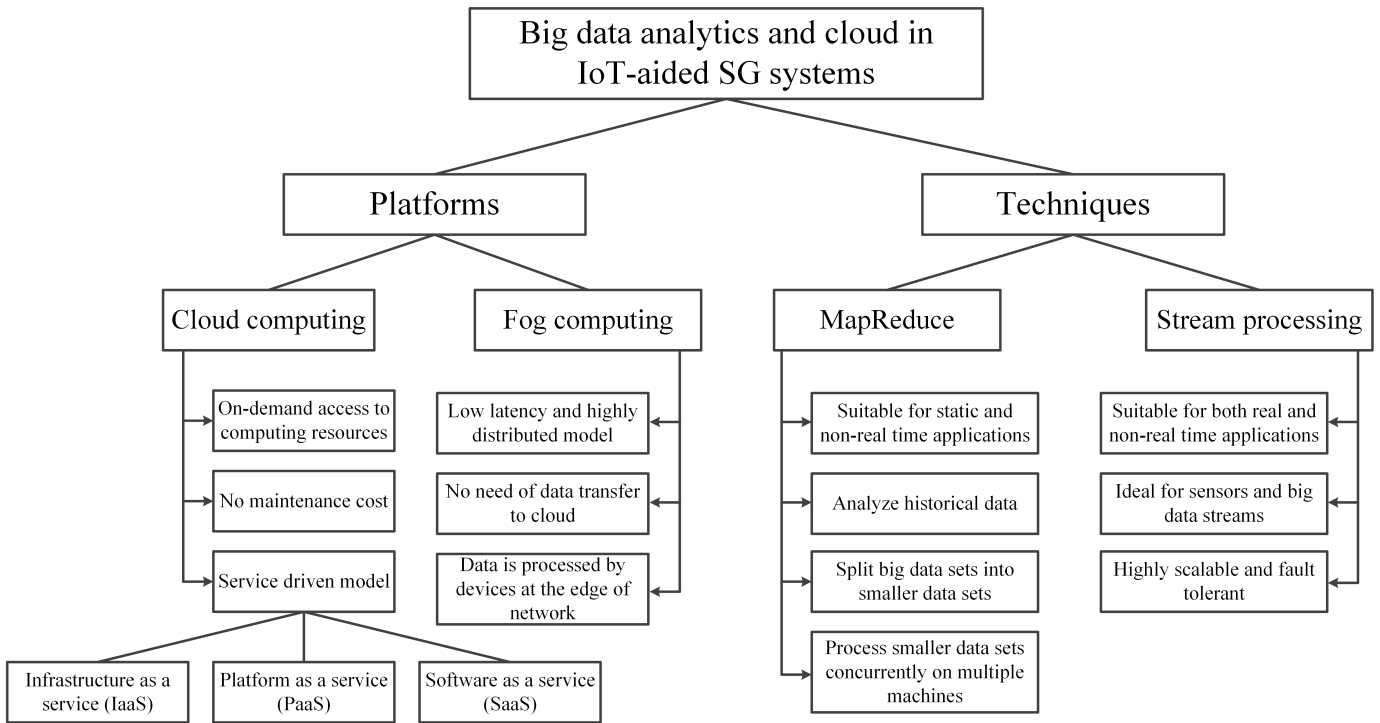 Big data analytics and cloud in
IoT-aided SG systems
Platforms
Techniques
Cloud computing
Fog computing
MapReduce
Stream processing
On-demand access to
computing resources
No maintenance cost
Service driven model
Infrastructure as a
service (IaaS)
Platform as a service
(PaaS)
Software as a service
(SaaS)
Low latency and highly
distributed model
No need of data transfer
to cloud
Data is processed by
devices at the edge of
network
Suitable for static and
non-real time applications
Analyze historical data
Split big data sets into
smaller data sets
Process smaller data sets
concurrently on multiple
machines
Suitable for both real and
non-real time applications
Ideal for sensors and big
data streams
Highly scalable and fault
tolerant